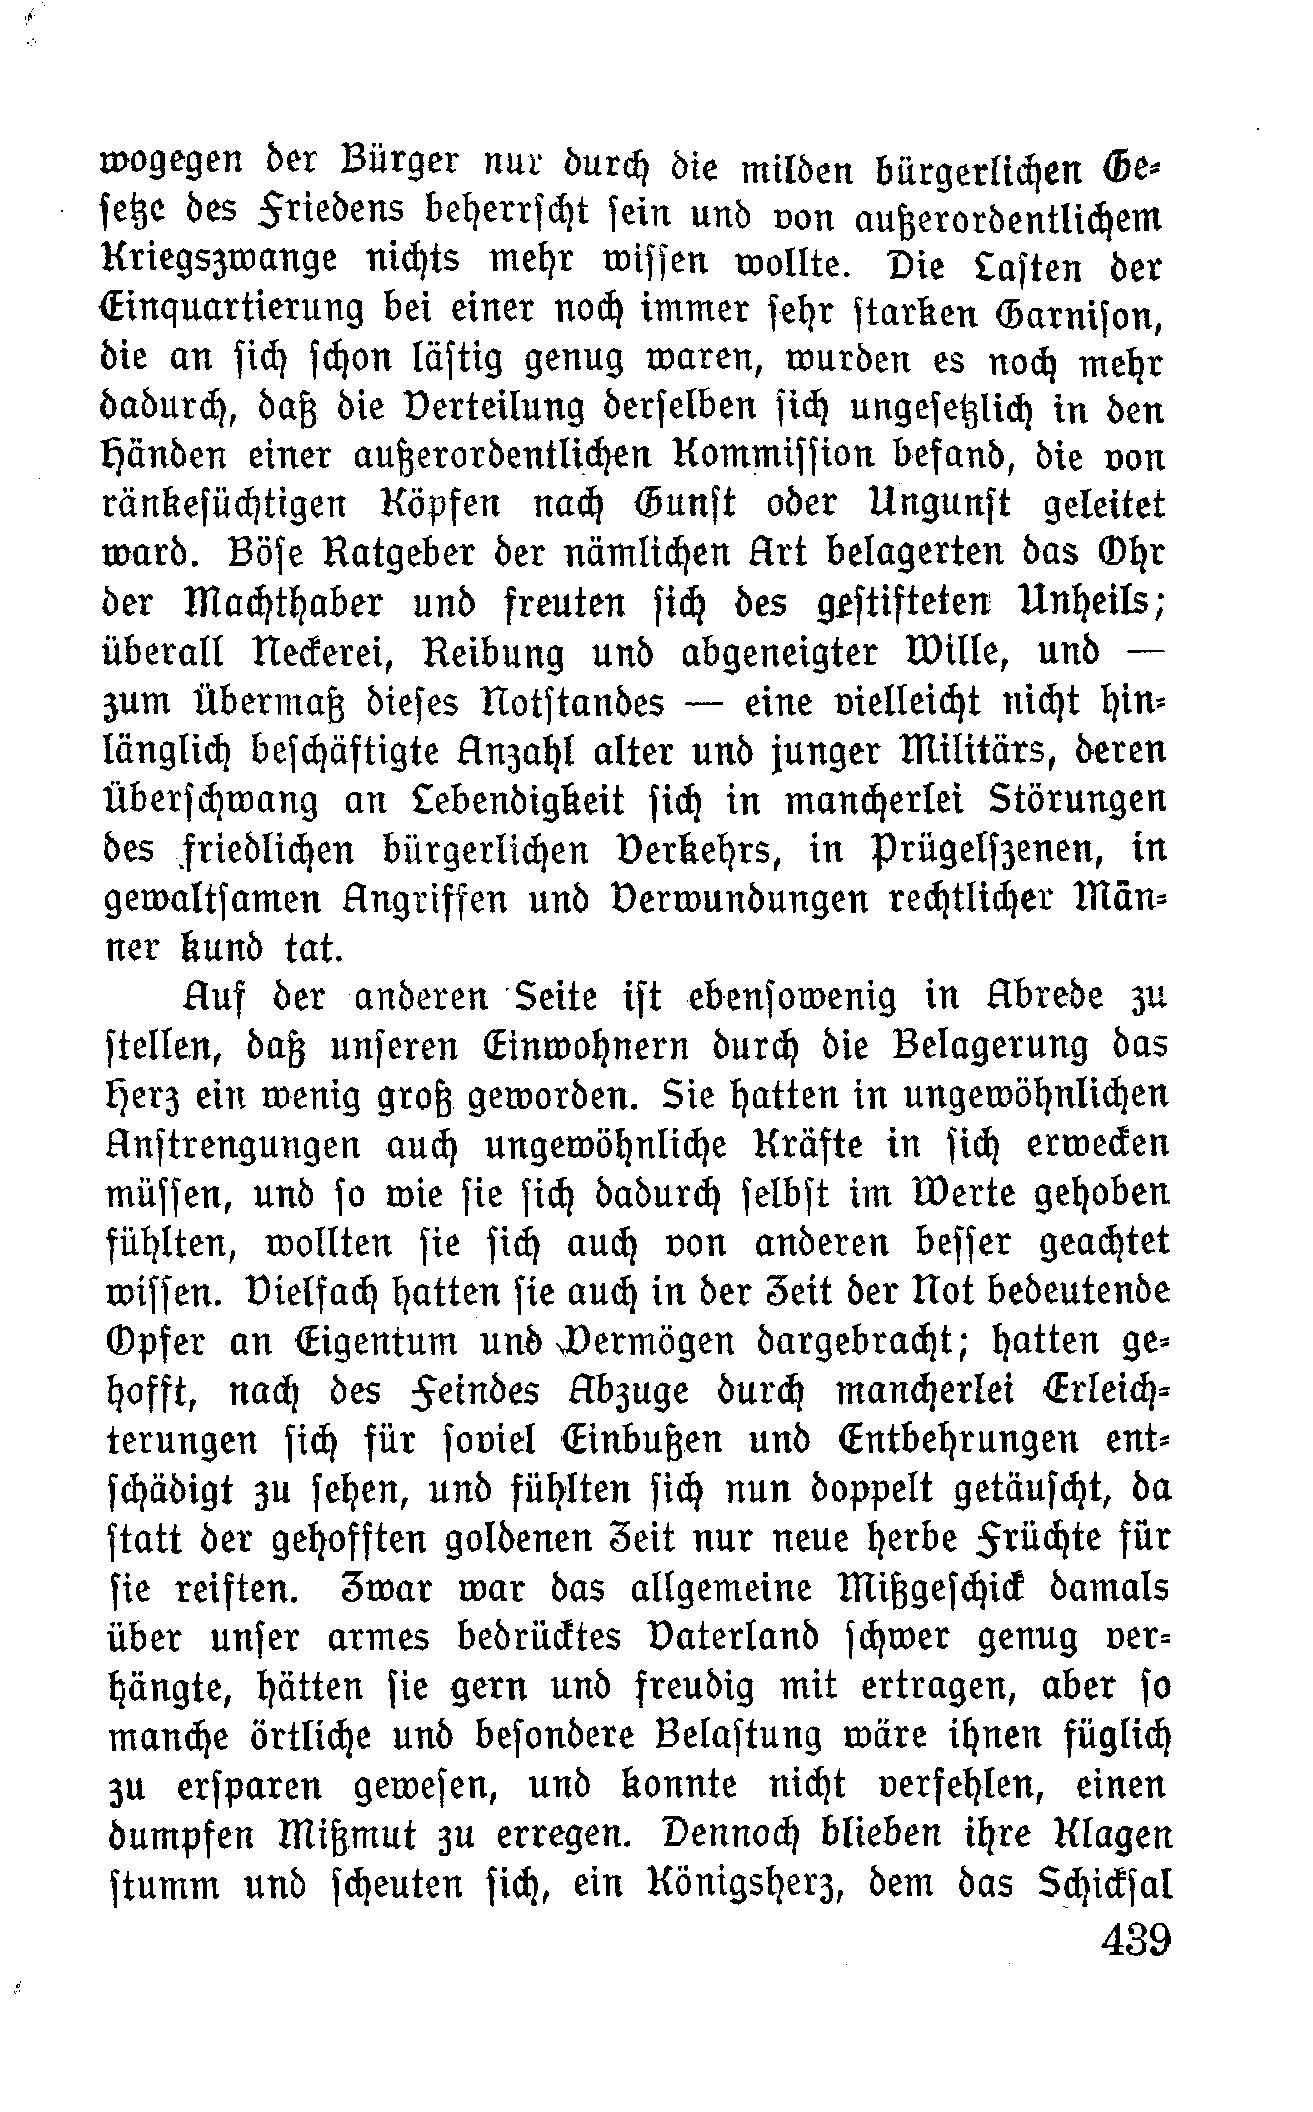 wogegen der Bürger nur durch die milden bürgerlichen Ge-
setze des Friedens beherrscht sein und von außerordentlichem
Kriegszwange nichts mehr wissen wollte. Die Lasten der
Einquartierung bei einer noch immer sehr starken Garnison,
die an sich schon lästig genug waren, wurden es noch mehr
dadurch, daß die Verteilung derselben sich ungesetzlich in den
Händen einer außerordentlichen Kommission befand, die von
ränkesüchtigen Köpfen nach Gunst oder Ungunst geleitet
ward. Böse Ratgeber der nämlichen Art belagerten das Ohr
der Machthaber und freuten sich des gestifteten Unheils;
überall Neckerei, Reibung und abgeneigter Wille, und —
zum Übermaß dieses Notstandes — eine vielleicht nicht hin-
länglich beschäftigte Anzahl alter und junger Militärs, deren
Überschwang an Lebendigkeit sich in mancherlei Störungen
des friedlichen bürgerlichen Verkehrs, in Prügelszenen, in
gewaltsamen Angriffen und Verwundungen rechtlicher Män-
ner kund tat.
Auf der anderen Seite ist ebensowenig in Abrede zu
stellen, daß unseren Einwohnern durch die Belagerung das
Herz ein wenig groß geworden. Sie hatten in ungewöhnlichen
Anstrengungen auch ungewöhnliche Kräfte in sich erwecken
müssen, und so wie sie sich dadurch selbst im Werte gehoben
fühlten, wollten sie sich auch von anderen besser geachtet
wissen. Vielfach hatten sie auch in der Zeit der Not bedeutende
Opfer an Eigentum und Vermögen dargebracht; hatten ge-
hofft, nach des Feindes Abzuge durch mancherlei Erleich-
terungen sich für soviel Einbußen und Entbehrungen ent-
schädigt zu sehen, und fühlten sich nun doppelt getäuscht, da
statt der gehofften goldenen Zeit nur neue herbe Früchte für
sie reiften. Zwar war das allgemeine Mißgeschick damals
über unser armes bedrücktes Vaterland schwer genug ver-
hängte, hätten sie gern und freudig mit ertragen, aber so
manche örtliche und besondere Belastung wäre ihnen füglich
zu ersparen gewesen, und konnte nicht verfehlen, einen
dumpfen Mißmut zu erregen. Dennoch blieben ihre Klagen
stumm und scheuten sich, ein Königsherz, dem das Schicksal
439